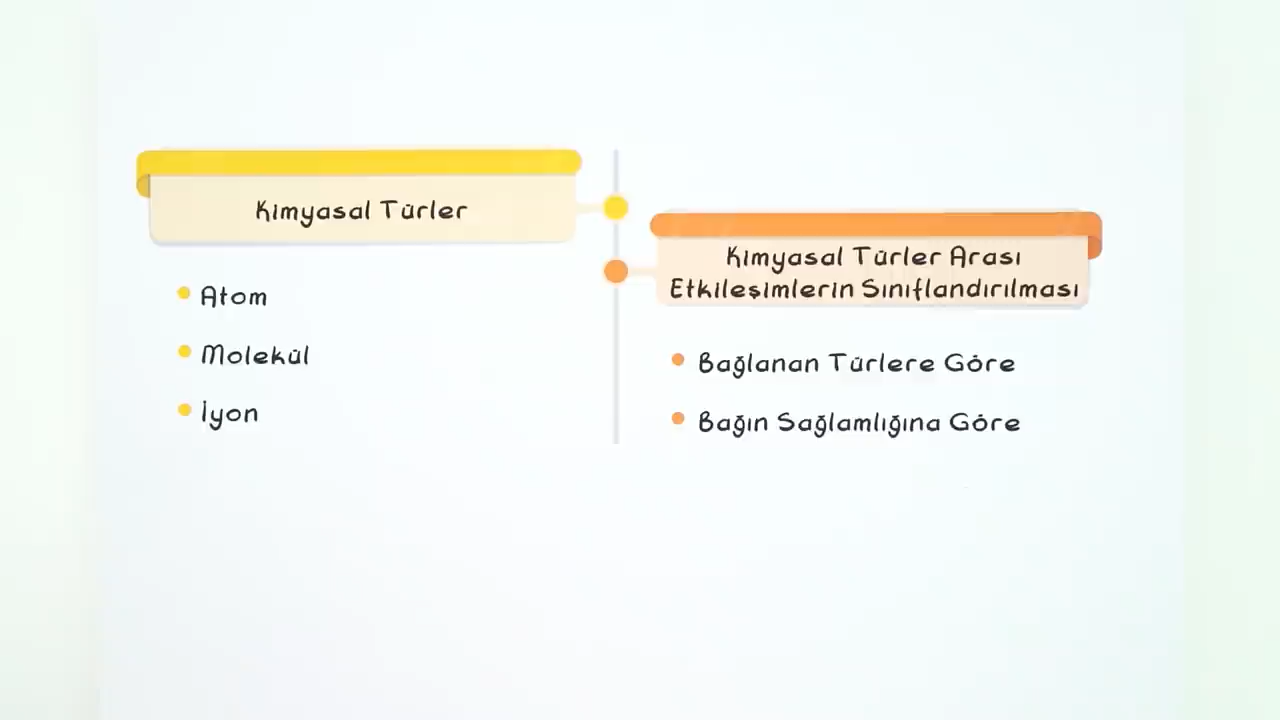 Kimyasal Türler
Atom
Molekül
İyon
Kimyasal Türler Arası
Etkileşimlerin Sınıflandırılması
Bağlanan Türlere Göre
Bağın Sağlamlığına Göre